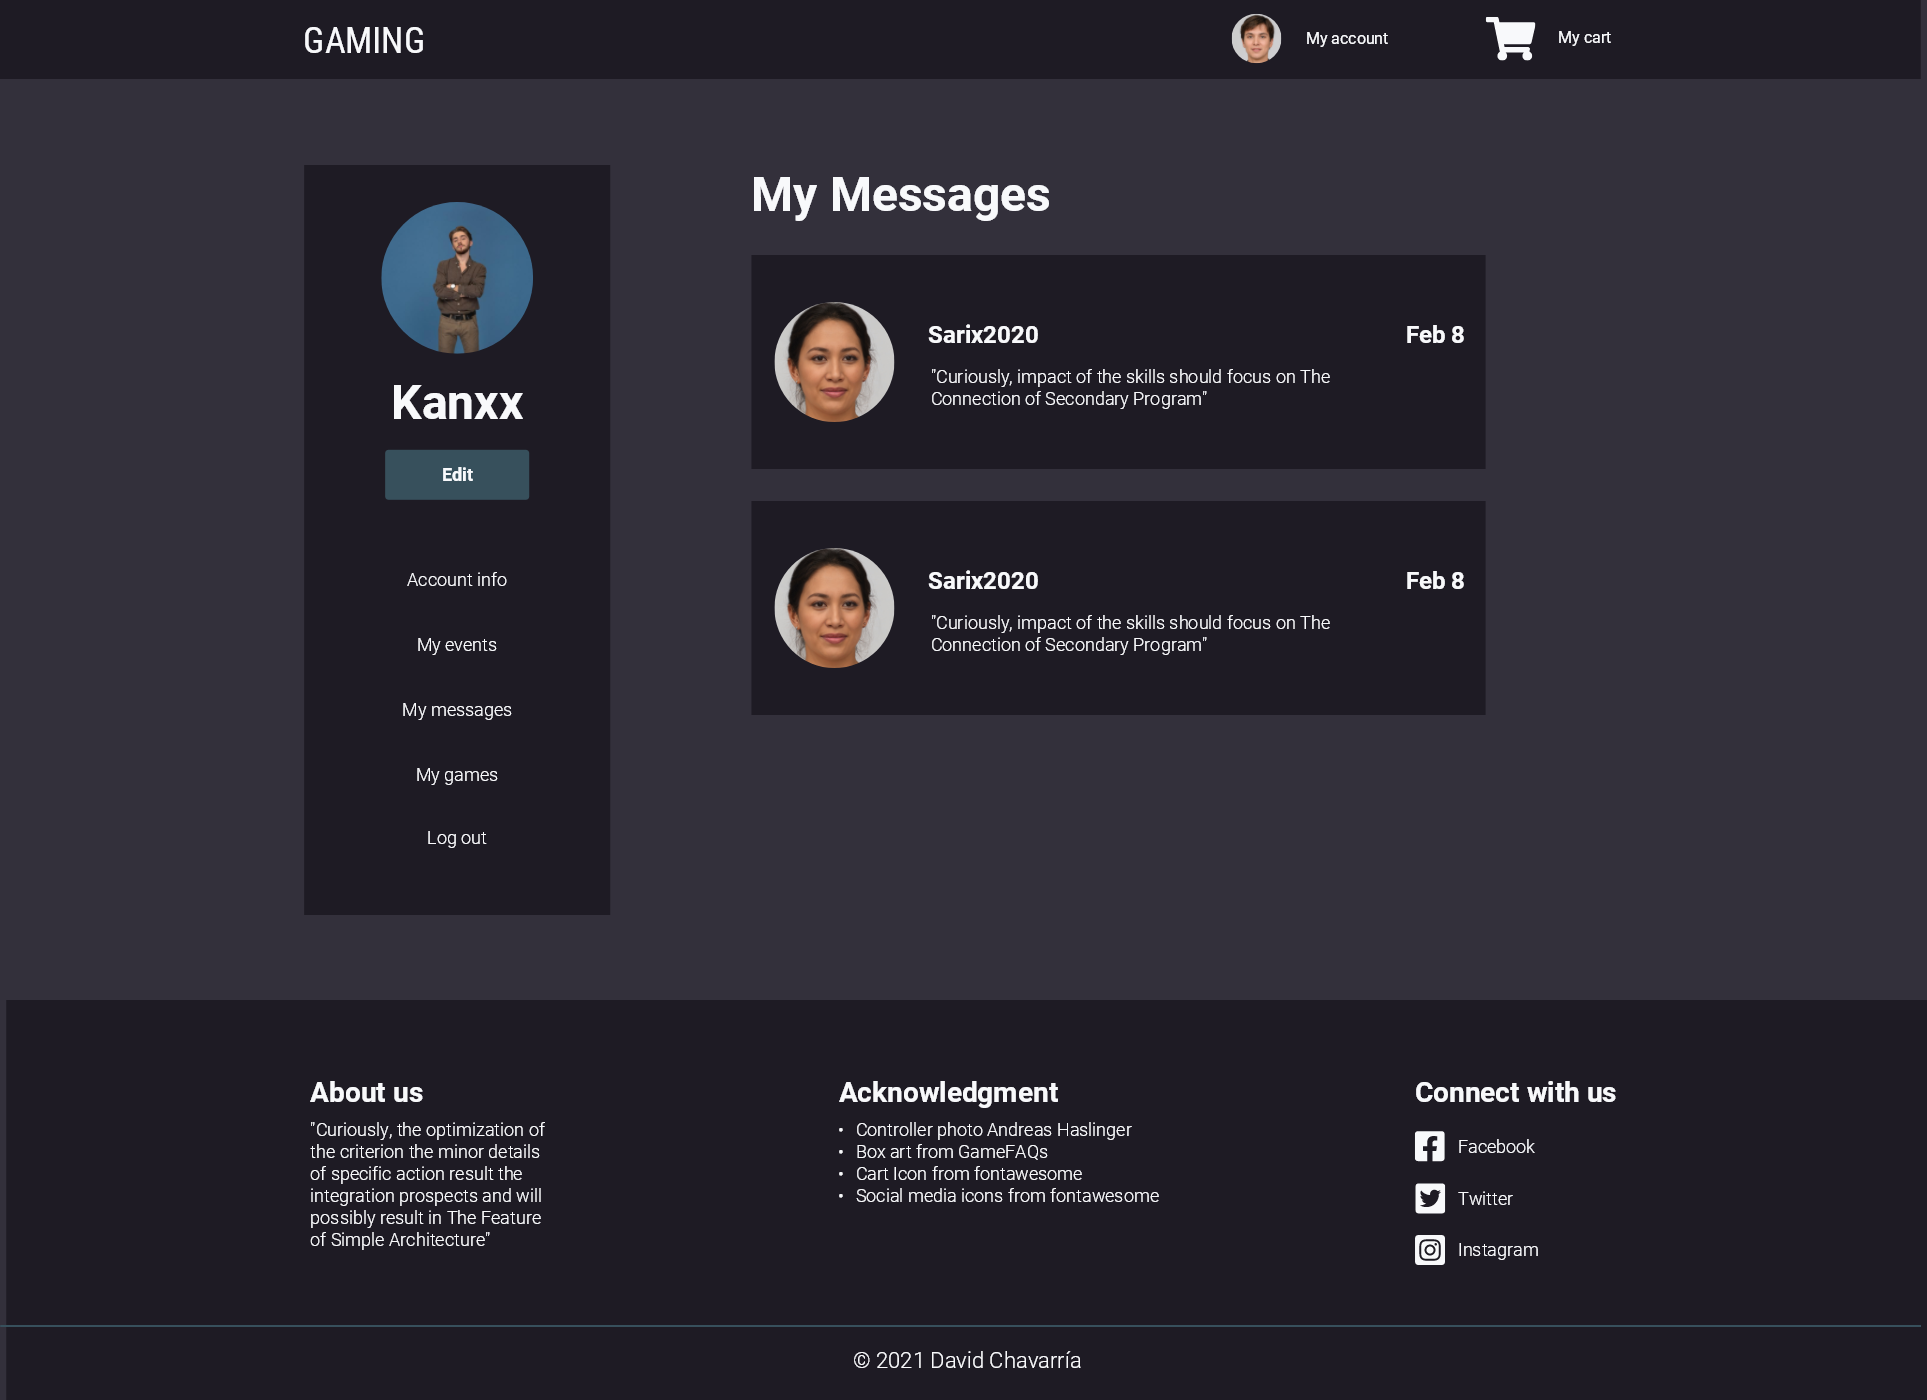 GAMING
My account
My cart
Kanxx
Edit
Account info
My events
My messages
My games
Log out
My Messages
Sarix2020
Feb 8
"Curiously, impact of the skills should focus on The
Connection of Secondary Program"
Sarix2020
Feb 8
"Curiously, impact of the skills should focus on The
Connection of Secondary Program"
About us
"Curiously, the optimization of
the criterion the minor details
of specific action result the
integration prospects and will
possibly result in The Feature
of Simple Architecture"
Acknowledgment
• Controller photo Andreas Haslinger
• Box art from GameFAQs
• Cart Icon from fontawesome
• Social media icons from fontawesome
Connect with us
Facebook
Twitter
Instagram
© 2021 David Chavarría